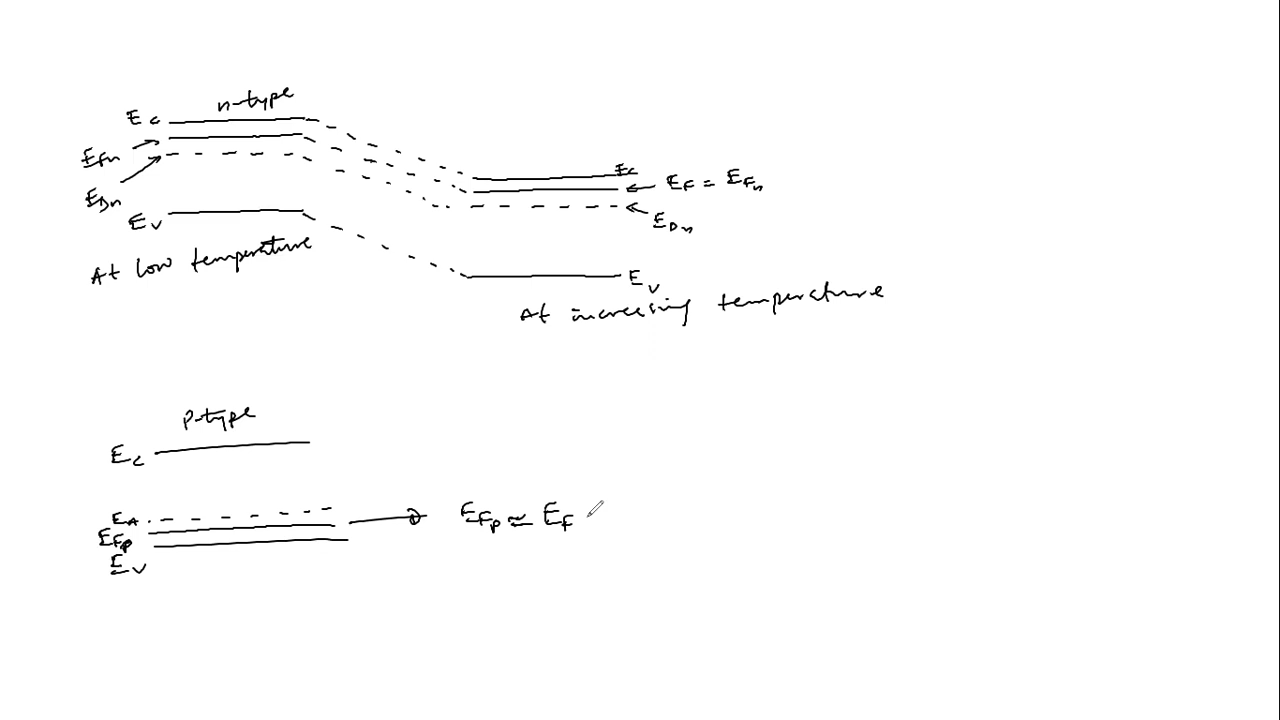 n-type
Ec
EFn
EDn
Ev
At low temperature
Ec
EF = EFn
EDn
Ev
At increasing temperature
P-type
Ec
EA
EFp
Ev
EFp ≃ EF